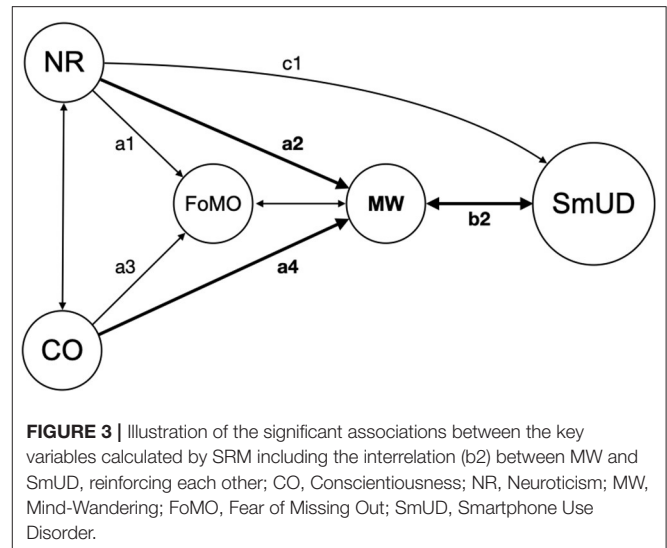 NR
c1
a1
a2
FoMO
MW
SmUD
b2
a3
a4
CO
FIGURE 3 | Illustration of the significant associations between the key
variables calculated by SRM including the interrelation (b2) between MW and
SmUD, reinforcing each other; CO, Conscientiousness; NR, Neuroticism; MW,
Mind-Wandering; FoMO, Fear of Missing Out; SmUD, Smartphone Use
Disorder.